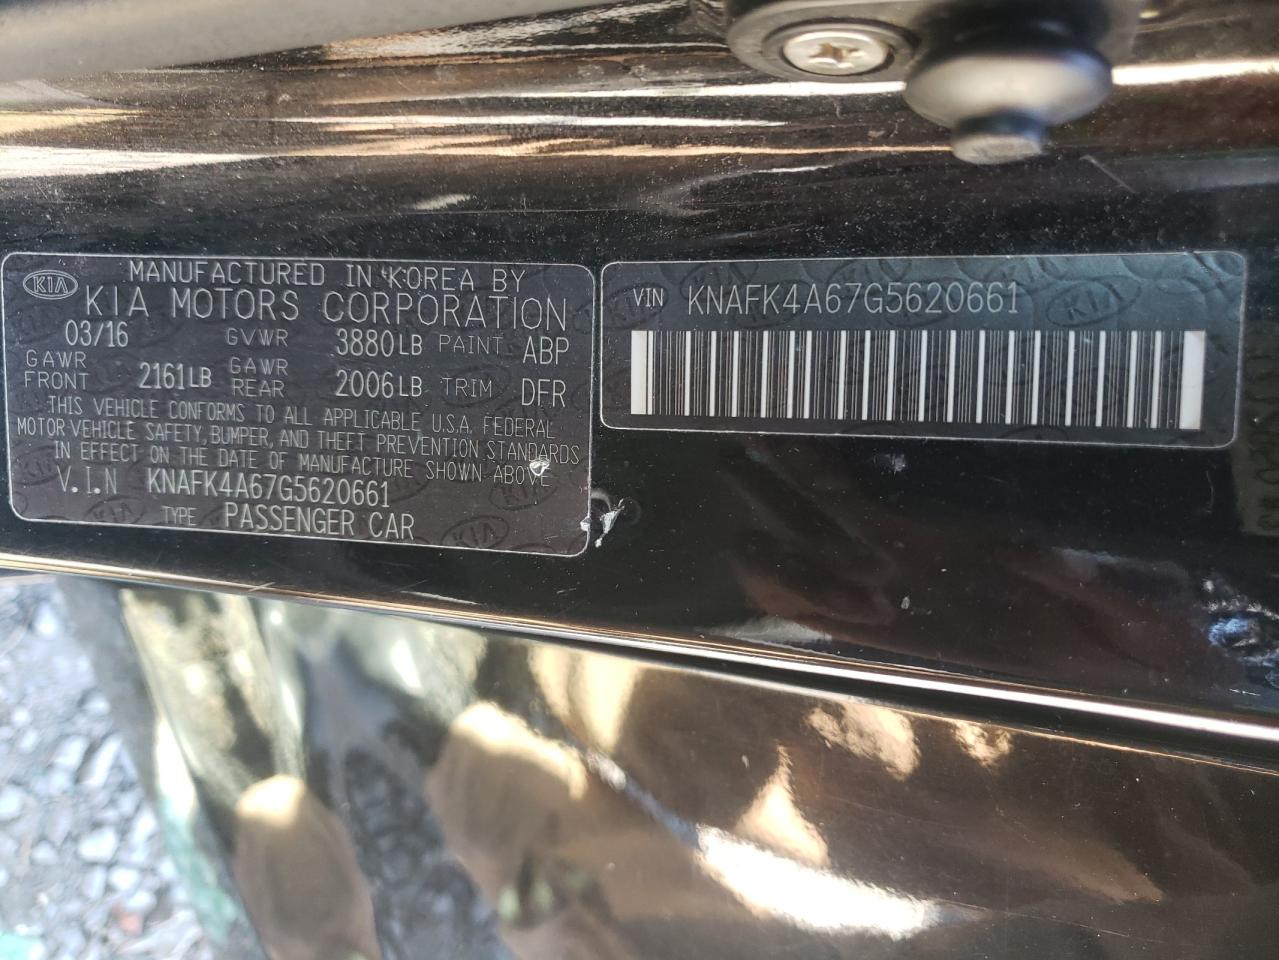 KIA MANUFACTURED IN KOREA BY
KIA MOTORS CORPORATION
03/16 GVWR 3880LB PAINT ABP
GAWR FRONT 2161LB GAWR REAR 2006LB TRIM DFR
THIS VEHICLE CONFORMS TO ALL APPLICABLE U.S.A. FEDERAL
MOTOR VEHICLE SAFETY, BUMPER, AND THEFT PREVENTION STANDARDS
IN EFFECT ON THE DATE OF MANUFACTURE SHOWN ABOVE
V.I.N KNAFK4A67G5620661
TYPE PASSENGER CAR
VIN KNAFK4A67G5620661